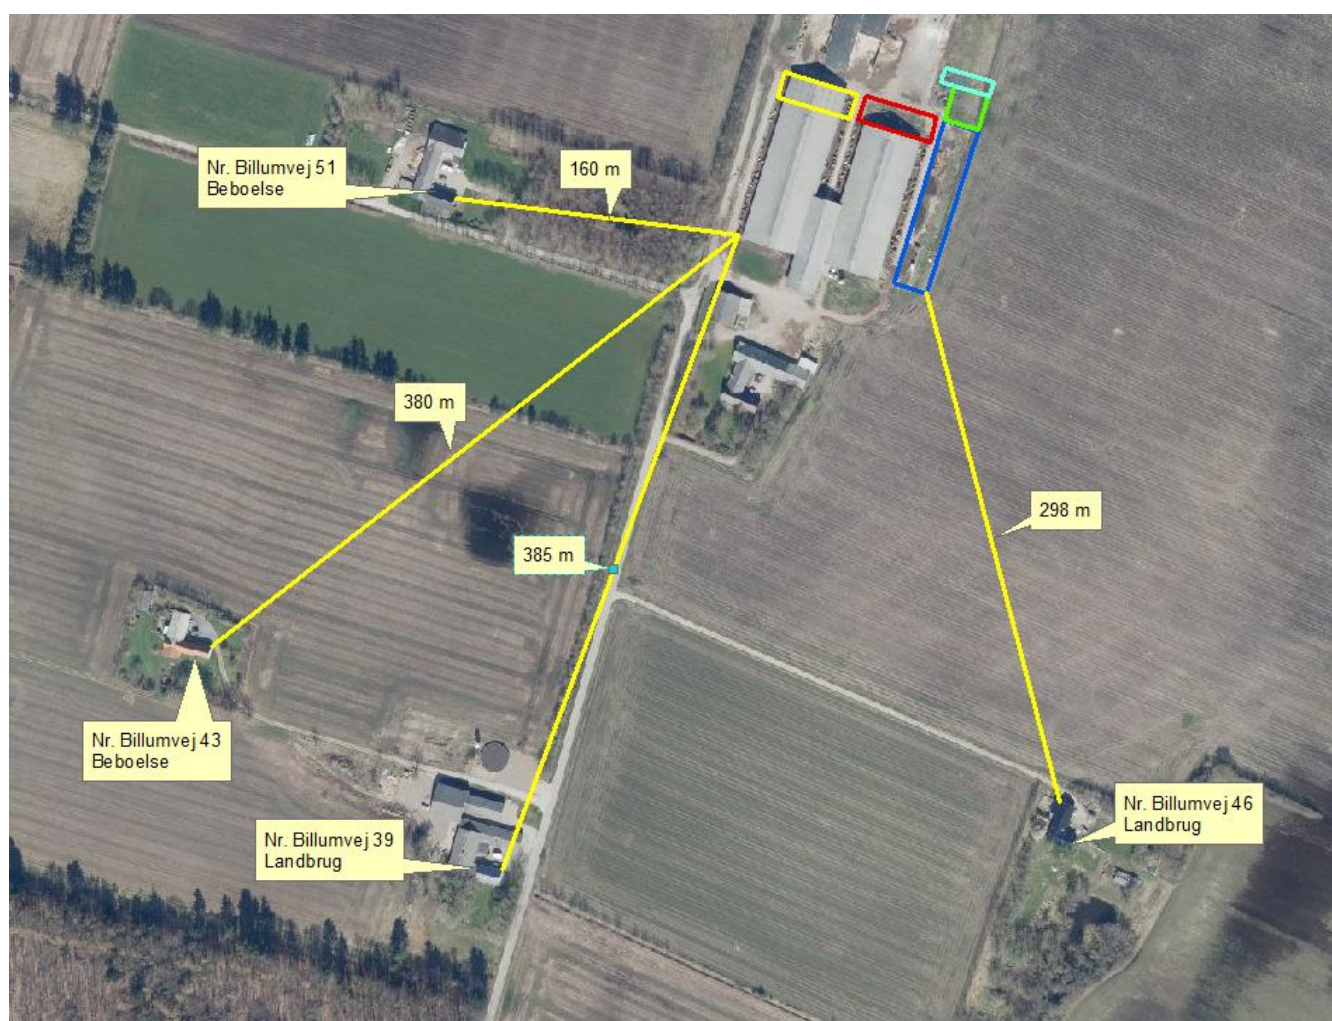 Nr. Billumvej 51
Beboelse
160 m
380 m
298 m
385 m
Nr. Billumvej 43
Beboelse
Nr. Billumvej 46
Landbrug
Nr. Billumvej 39
Landbrug